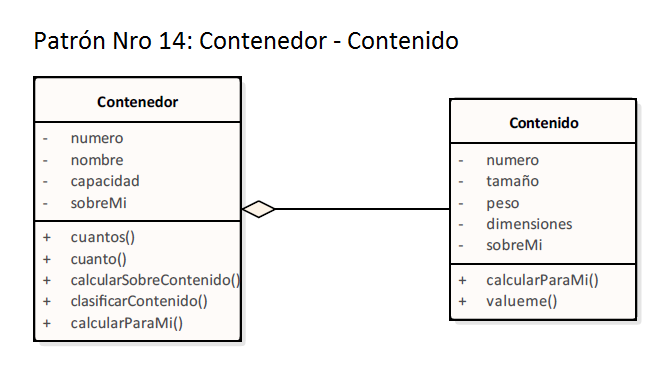 Patrón Nro 14: Contenedor - Contenido
Contenedor
- numero
- nombre
- capacidad
- sobreMi
+ cuantos()
+ cuanto()
+ calcularSobreContenido()
+ clasificarContenido()
+ calcularParaMi()
Contenido
- numero
- tamaño
- peso
- dimensiones
- sobreMi
+ calcularParaMi()
+ valueme()